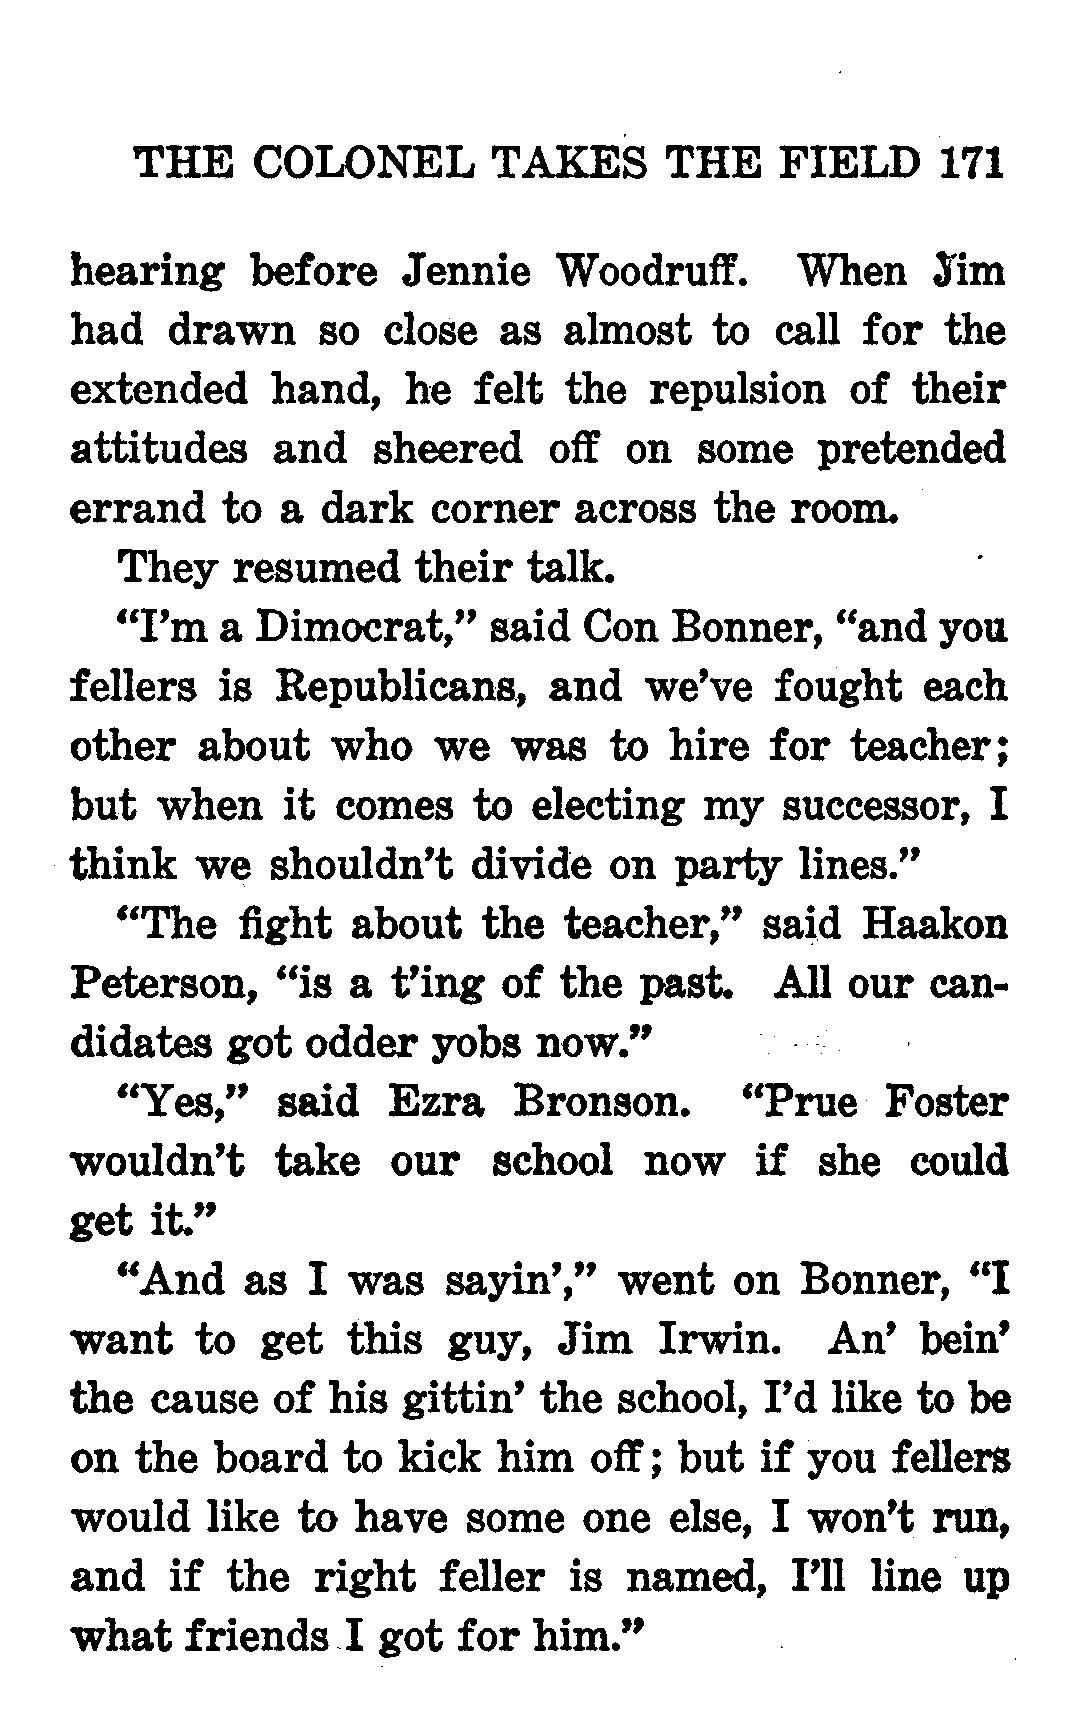 THE COLONEL TAKES THE FIELD 171
hearing before Jennie Woodruff. When Jim
had drawn so close as almost to call for the
extended hand, he felt the repulsion of their
attitudes and sheered off on some pretended
errand to a dark corner across the room.
They resumed their talk.
“I’m a Dimocrat,” said Con Bonner, “and you
fellers is Republicans, and we’ve fought each
other about who we was to hire for teacher;
but when it comes to electing my successor, I
think we shouldn’t divide on party lines.”
“The fight about the teacher,” said Haakon
Peterson, “is a t’ing of the past. All our can-
didates got odder yobs now.”
“Yes,” said Ezra Bronson. “Prue Foster
wouldn’t take our school now if she could
get it.”
“And as I was sayin’,” went on Bonner, “I
want to get this guy, Jim Irwin. An’ bein’
the cause of his gittin’ the school, I’d like to be
on the board to kick him off; but if you fellers
would like to have some one else, I won’t run,
and if the right feller is named, I’ll line up
what friends I got for him.”